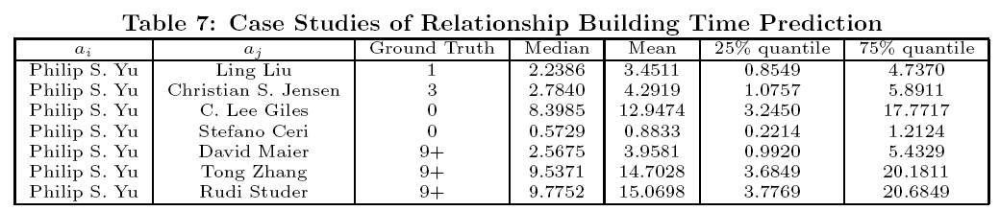 Table 7: Case Studies of Relationship Building Time Prediction
a_i a_j Ground Truth Median Mean 25% quantile 75% quantile
Philip S. Yu Ling Liu 1 2.2386 3.4511 0.8549 4.7370
Philip S. Yu Christian S. Jensen 3 2.7840 4.2919 1.0757 5.8911
Philip S. Yu C. Lee Giles 0 8.3985 12.9474 3.2450 17.7717
Philip S. Yu Stefano Ceri 0 0.5729 0.8833 0.2214 1.2124
Philip S. Yu David Maier 9+ 2.5675 3.9581 0.9920 5.4329
Philip S. Yu Tong Zhang 9+ 9.5371 14.7028 3.6849 20.1811
Philip S. Yu Rudi Studer 9+ 9.7752 15.0698 3.7769 20.6849